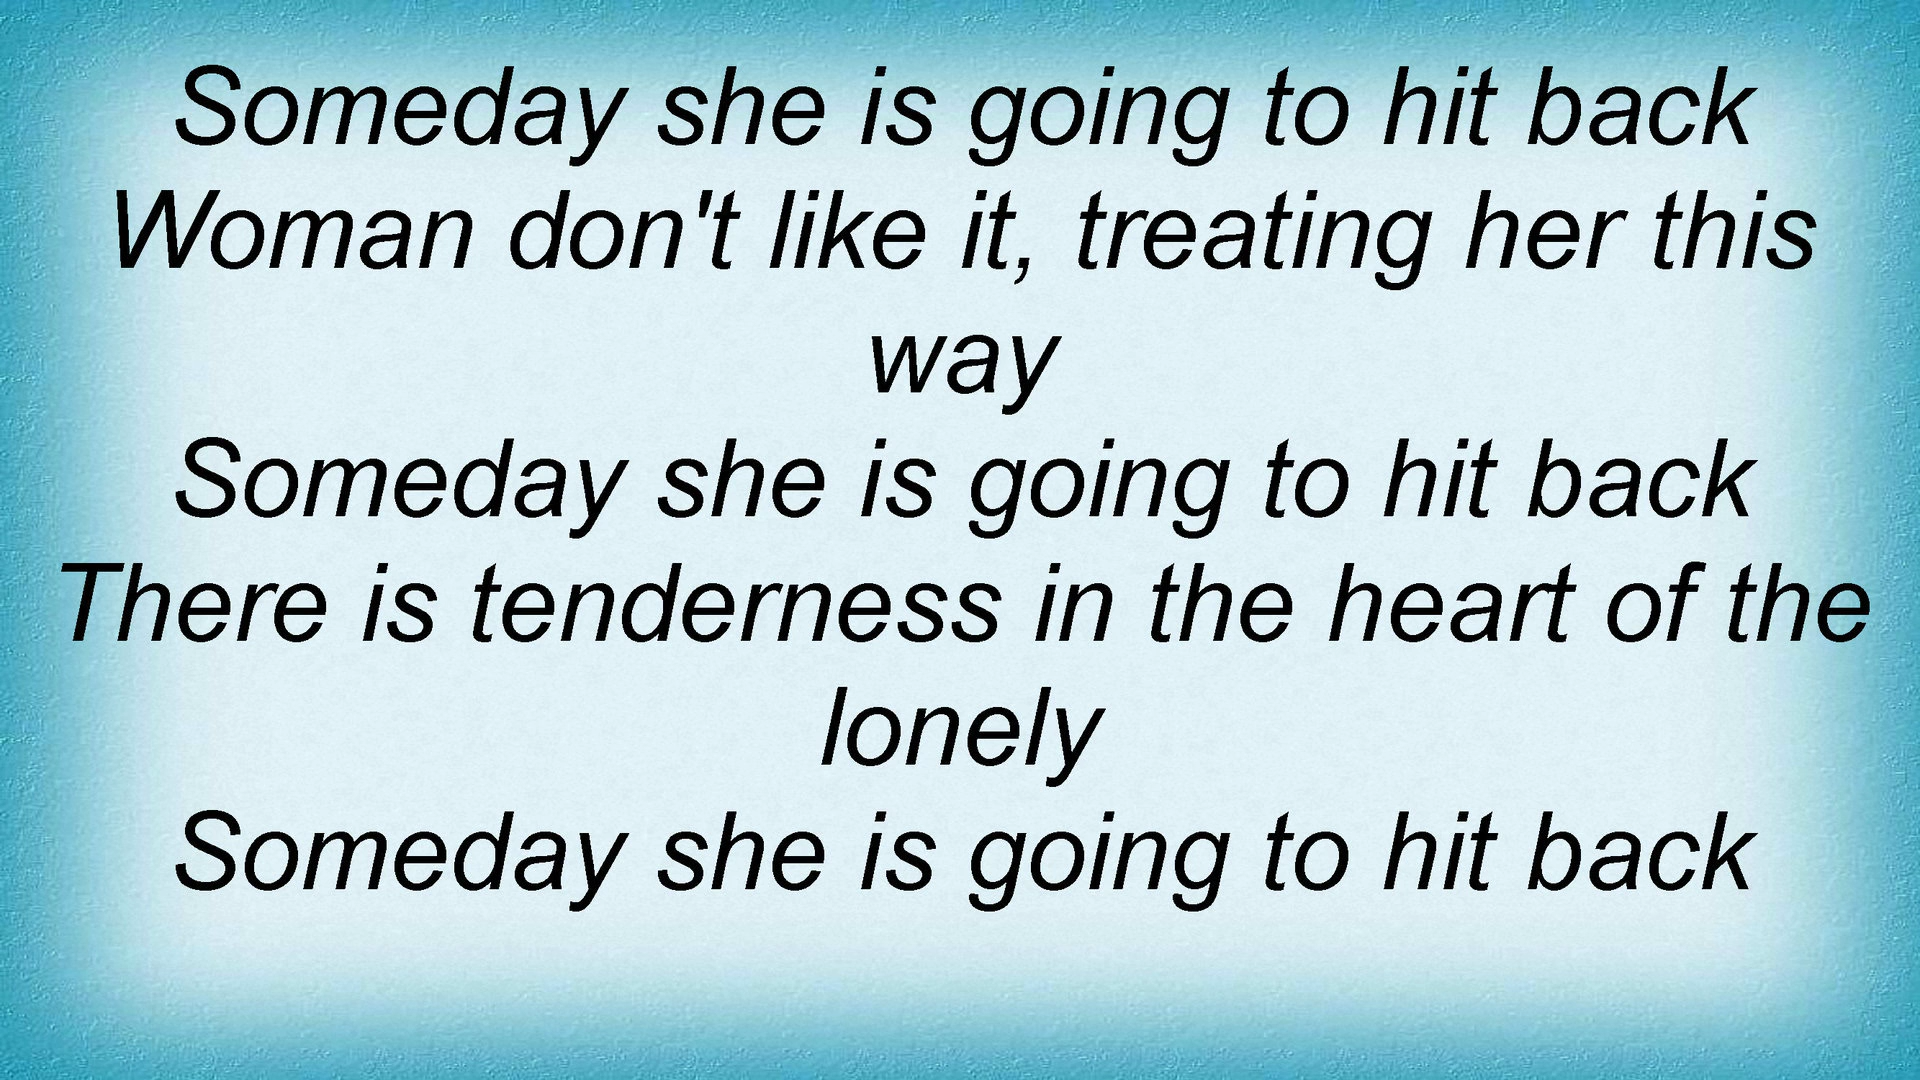 Someday she is going to hit back
Woman don't like it, treating her this
way
Someday she is going to hit back
There is tenderness in the heart of the
lonely
Someday she is going to hit back